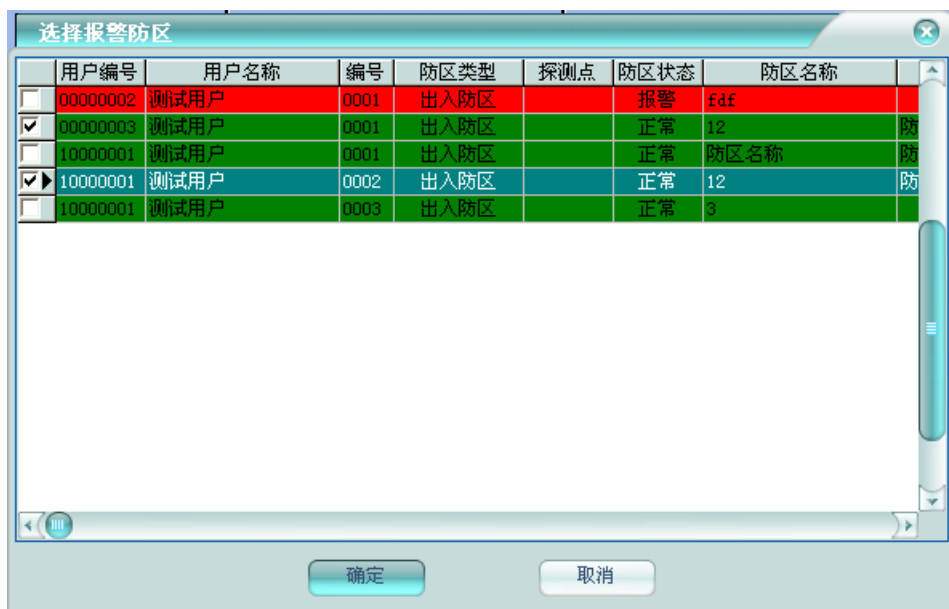 选择报警防区
用户编号 用户名称 编号 防区类型 探测点 防区状态 防区名称
00000002 测试用户 0001 出入防区 报警 fdf
00000003 测试用户 0001 出入防区 正常 12 防
10000001 测试用户 0001 出入防区 正常 防区名称 防
10000001 测试用户 0002 出入防区 正常 12 防
10000001 测试用户 0003 出入防区 正常 3
确定 取消